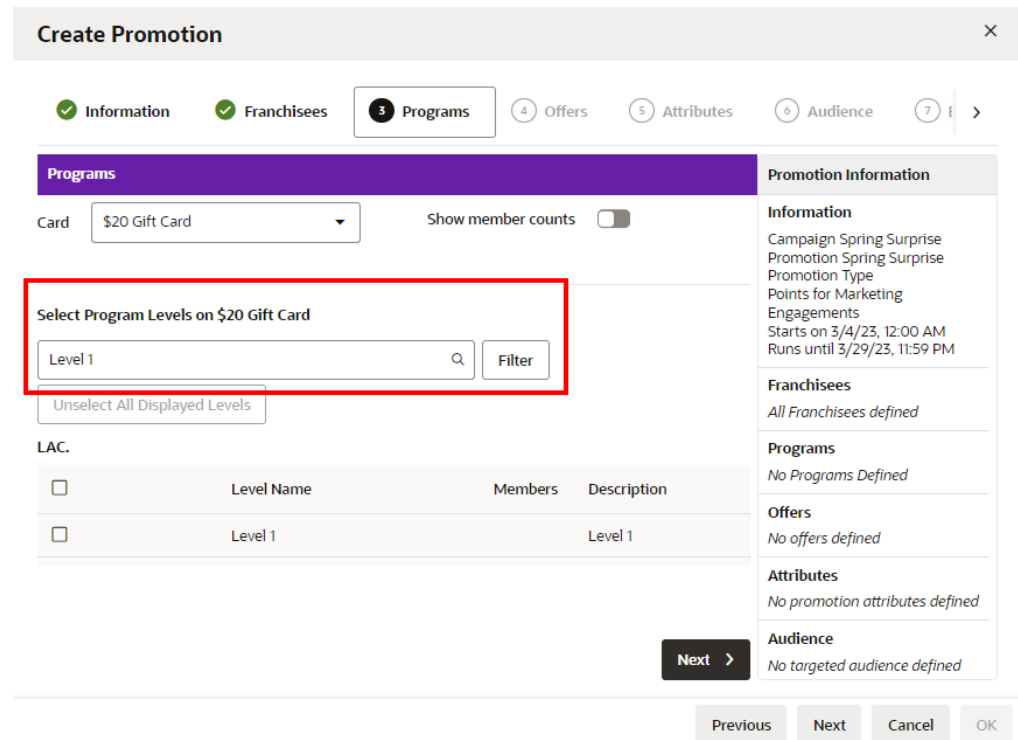 Create Promotion
Information
Franchisees
3 Programs
4 Offers
5 Attributes
6 Audience
7
Programs
Card
$20 Gift Card
Show member counts
Select Program Levels on $20 Gift Card
Level 1
Filter
Unselect All Displayed Levels
LAC.
Level Name Members Description
Level 1 Level 1
Next
Promotion Information
Information
Campaign Spring Surprise
Promotion Spring Surprise
Promotion Type
Points for Marketing
Engagements
Starts on 3/4/23, 12:00 AM
Runs until 3/29/23, 11:59 PM
Franchisees
All Franchisees defined
Programs
No Programs Defined
Offers
No offers defined
Attributes
No promotion attributes defined
Audience
No targeted audience defined
Previous
Next
Cancel
OK